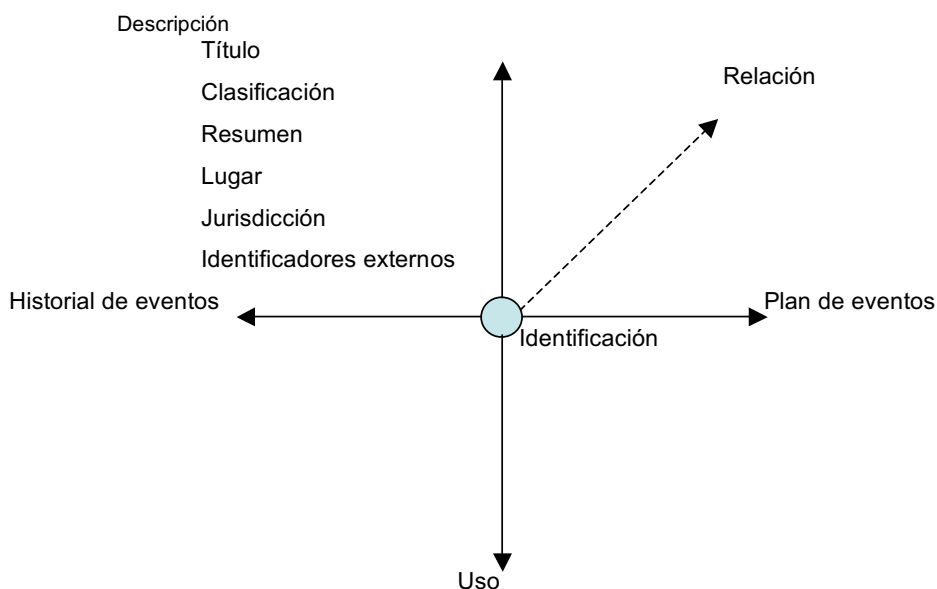 Descripción
Título
Relación
Clasificación
Resumen
Lugar
Jurisdicción
Identificadores externos
Historial de eventos
Plan de eventos
Identificación
Uso